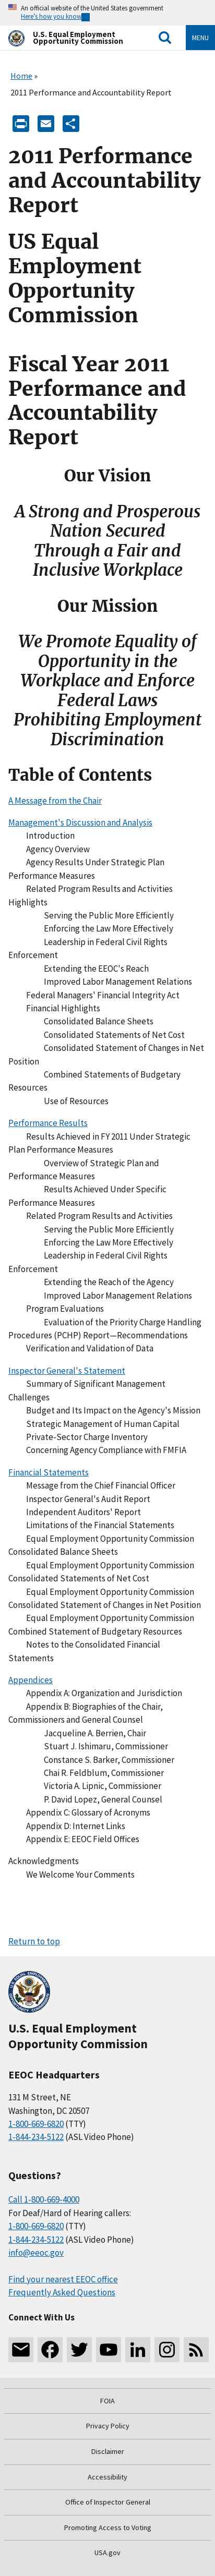 An official website of the United States government
Here's how you know
U.S. Equal Employment
Opportunity Commission
MENU
Home »
2011 Performance and Accountability Report
2011 Performance
and Accountability
Report
US Equal
Employment
Opportunity
Commission
Fiscal Year 2011
Performance and
Accountability
Report
Our Vision
A Strong and Prosperous
Nation Secured
Through a Fair and
Inclusive Workplace
Our Mission
We Promote Equality of
Opportunity in the
Workplace and Enforce
Federal Laws
Prohibiting Employment
Discrimination
Table of Contents
A Message from the Chair
Management's Discussion and Analysis
Introduction
Agency Overview
Agency Results Under Strategic Plan
Performance Measures
Related Program Results and Activities
Highlights
Serving the Public More Efficiently
Enforcing the Law More Effectively
Leadership in Federal Civil Rights
Enforcement
Extending the EEOC's Reach
Improved Labor Management Relations
Federal Managers' Financial Integrity Act
Financial Highlights
Consolidated Balance Sheets
Consolidated Statements of Net Cost
Consolidated Statement of Changes in Net
Position
Combined Statements of Budgetary
Resources
Use of Resources
Performance Results
Results Achieved in FY 2011 Under Strategic
Plan Performance Measures
Overview of Strategic Plan and
Performance Measures
Results Achieved Under Specific
Performance Measures
Related Program Results and Activities
Serving the Public More Efficiently
Enforcing the Law More Effectively
Leadership in Federal Civil Rights
Enforcement
Extending the Reach of the Agency
Improved Labor Management Relations
Program Evaluations
Evaluation of the Priority Charge Handling
Procedures (PCHP) Report—Recommendations
Verification and Validation of Data
Inspector General's Statement
Summary of Significant Management
Challenges
Budget and Its Impact on the Agency's Mission
Strategic Management of Human Capital
Private-Sector Charge Inventory
Concerning Agency Compliance with FMFIA
Financial Statements
Message from the Chief Financial Officer
Inspector General's Audit Report
Independent Auditors' Report
Limitations of the Financial Statements
Equal Employment Opportunity Commission
Consolidated Balance Sheets
Equal Employment Opportunity Commission
Consolidated Statements of Net Cost
Equal Employment Opportunity Commission
Consolidated Statement of Changes in Net Position
Equal Employment Opportunity Commission
Combined Statement of Budgetary Resources
Notes to the Consolidated Financial
Statements
Appendices
Appendix A: Organization and Jurisdiction
Appendix B: Biographies of the Chair,
Commissioners and General Counsel
Jacqueline A. Berrien, Chair
Stuart J. Ishimaru, Commissioner
Constance S. Barker, Commissioner
Chai R. Feldblum, Commissioner
Victoria A. Lipnic, Commissioner
P. David Lopez, General Counsel
Appendix C: Glossary of Acronyms
Appendix D: Internet Links
Appendix E: EEOC Field Offices
Acknowledgments
We Welcome Your Comments
Return to top
U.S. Equal Employment
Opportunity Commission
EEOC Headquarters
131 M Street, NE
Washington, DC 20507
1-800-669-6820 (TTY)
1-844-234-5122 (ASL Video Phone)
Questions?
Call 1-800-669-4000
For Deaf/Hard of Hearing callers:
1-800-669-6820 (TTY)
1-844-234-5122 (ASL Video Phone)
info@eeoc.gov
Find your nearest EEOC office
Frequently Asked Questions
Connect With Us
FOIA
Privacy Policy
Disclaimer
Accessibility
Office of Inspector General
Promoting Access to Voting
USA.gov